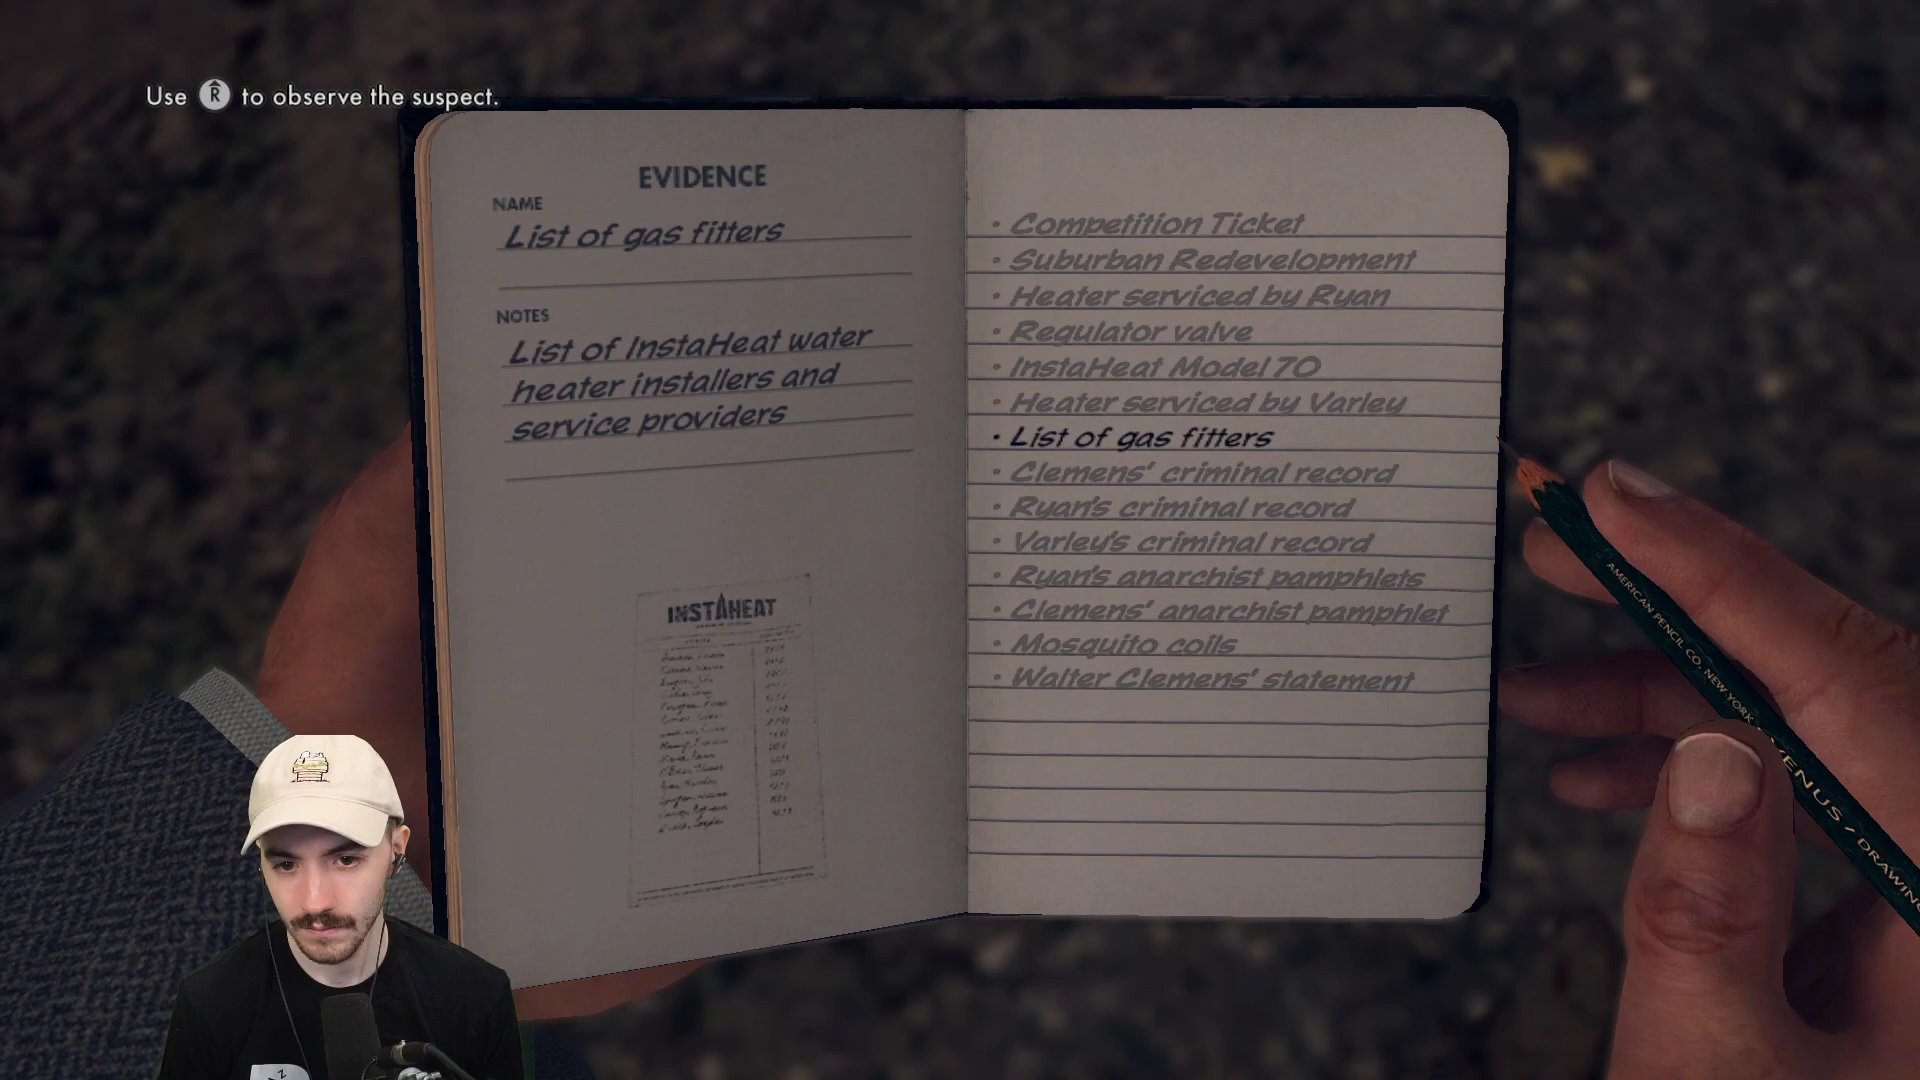 Use R to observe the suspect.
EVIDENCE
NAME
List of gas fitters
NOTES
List of InstaHeat water
heater installers and
service providers
INSTAHEAT
• Competition Ticket
• Suburban Redevelopment
• Heater serviced by Ryan
• Regulator valve
• InstaHeat Model 70
• Heater serviced by Varley
• List of gas fitters
• Clemens' criminal record
• Ryan's criminal record
• Varley's criminal record
• Ryan's anarchist pamphlets
• Clemens' anarchist pamphlet
• Mosquito coils
• Walter Clemens' statement
AMERICAN PENCIL CO. NEW YORK
VENUS / DRAWING